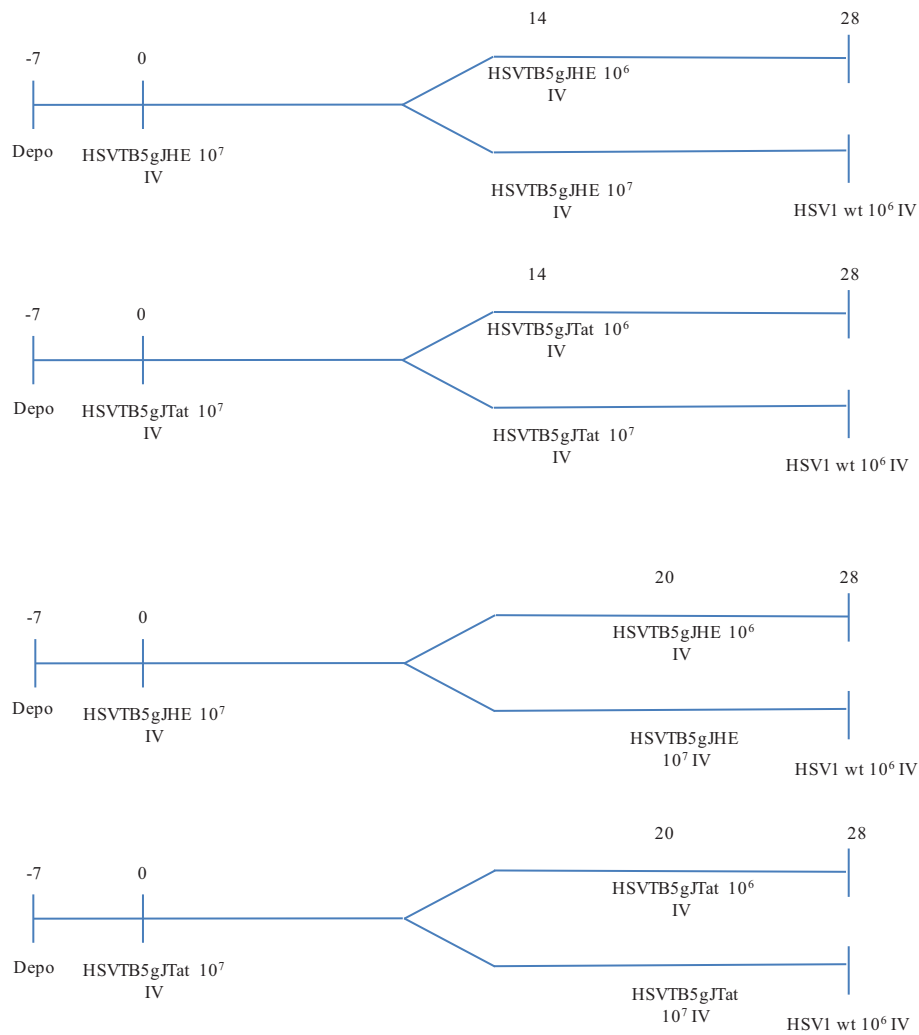 14 28
-7 0
HSVTB5gJHE 10⁶
IV
Depo HSVTB5gJHE 10⁷
IV
HSVTB5gJHE 10⁷
IV
HSV1 wt 10⁶ IV
14 28
-7 0
HSVTB5gJTat 10⁶
IV
Depo HSVTB5gJTat 10⁷
IV
HSVTB5gJTat 10⁷
IV
HSV1 wt 10⁶ IV
20 28
-7 0
HSVTB5gJHE 10⁶
IV
Depo HSVTB5gJHE 10⁷
IV
HSVTB5gJHE
10⁷ IV
HSV1 wt 10⁶ IV
20 28
-7 0
HSVTB5gJTat 10⁶
IV
Depo HSVTB5gJTat 10⁷
IV
HSVTB5gJTat
10⁷ IV
HSV1 wt 10⁶ IV